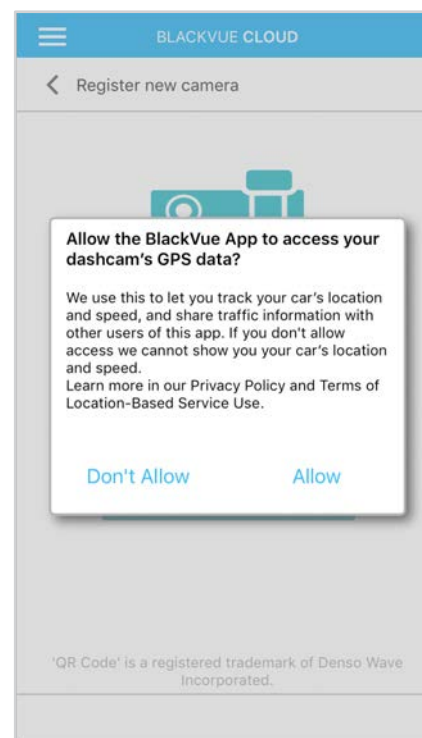 BLACKVUE CLOUD
Register new camera
Allow the BlackVue App to access your
dashcam's GPS data?
We use this to let you track your car's location
and speed, and share traffic information with
other users of this app. If you don't allow
access we cannot show you your car's location
and speed.
Learn more in our Privacy Policy and Terms of
Location-Based Service Use.
Don't Allow
Allow
'QR Code' is a registered trademark of Denso Wave
Incorporated.